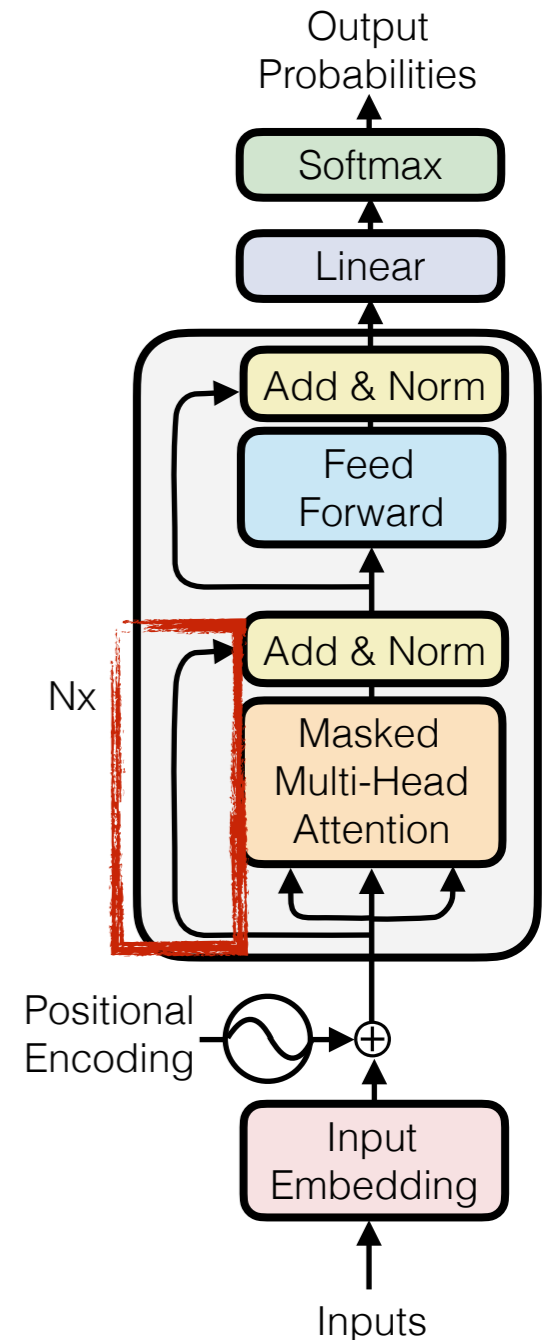 Output
Probabilities
Softmax
Linear
Add & Norm
Feed
Forward
Add & Norm
Nx
Masked
Multi-Head
Attention
Positional
Encoding
Input
Embedding
Inputs